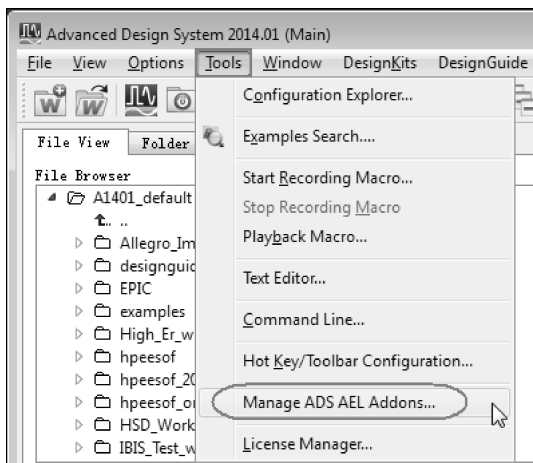 Advanced Design System 2014.01 (Main)
File View Options Tools Window DesignKits DesignGuide
File View Folder
File Browser
A1401_default
..
Allegro_Im
designguid
EPIC
examples
High_Er_w
hpeesof
hpeesof_20
hpeesof_or
HSD_Work
IBIS_Test_w
Configuration Explorer...
Examples Search....
Start Recording Macro...
Stop Recording Macro
Playback Macro...
Text Editor...
Command Line...
Hot Key/Toolbar Configuration...
Manage ADS AEL Addons...
License Manager...